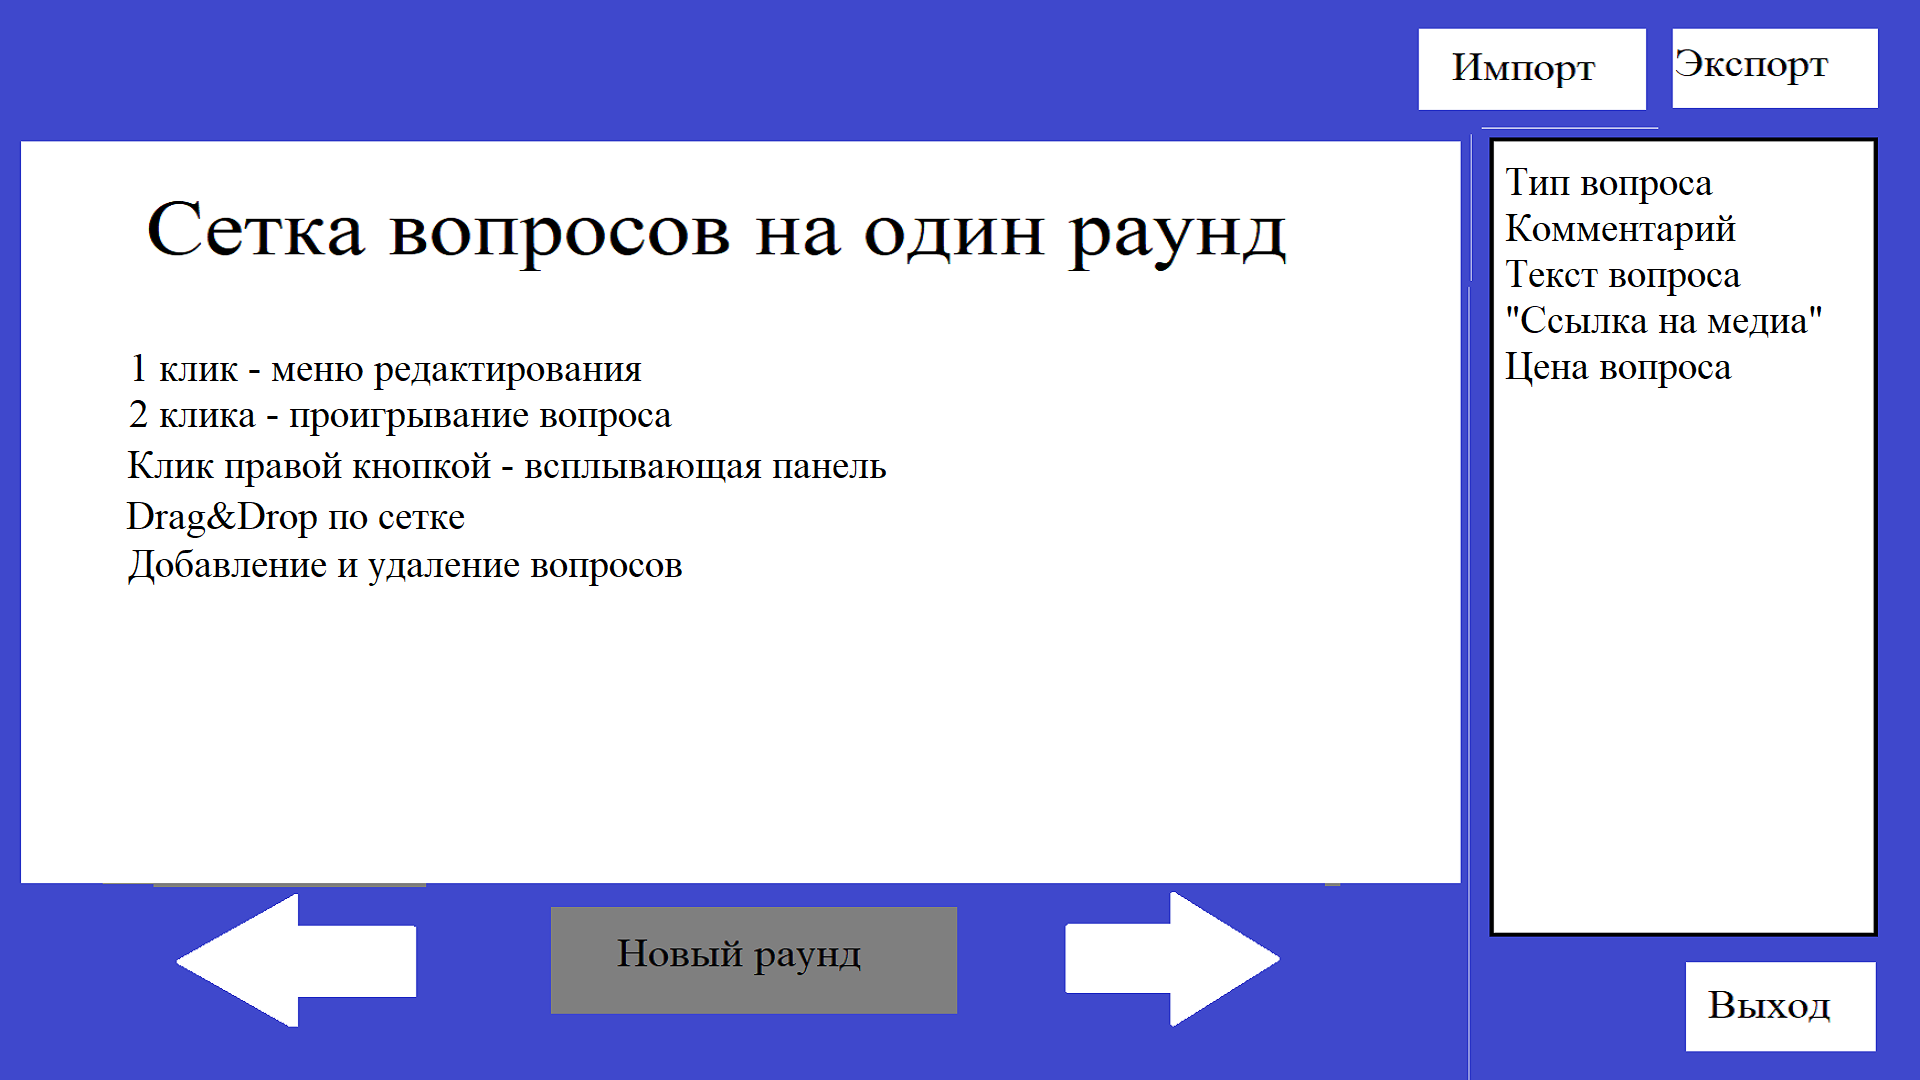 Импорт
Экспорт
Сетка вопросов на один раунд
1 клик - меню редактирования
2 клика - проигрывание вопроса
Клик правой кнопкой - всплывающая панель
Drag&Drop по сетке
Добавление и удаление вопросов
Тип вопроса
Комментарий
Текст вопроса
"Ссылка на медиа"
Цена вопроса
Новый раунд
Выход